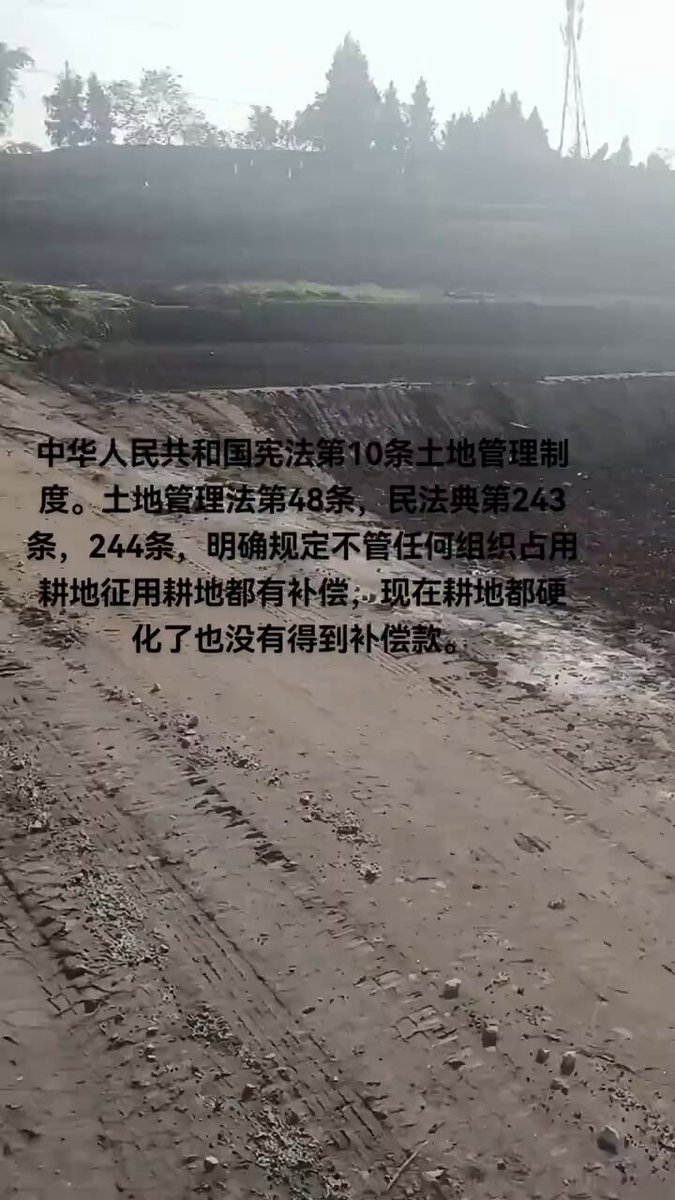 中华人民共和国宪法第10条土地管理制
度。土地管理法第48条，民法典第243
条，244条，明确规定不管任何组织占用
耕地征用耕地都有补偿，现在耕地都硬
化了也没有得到补偿款。